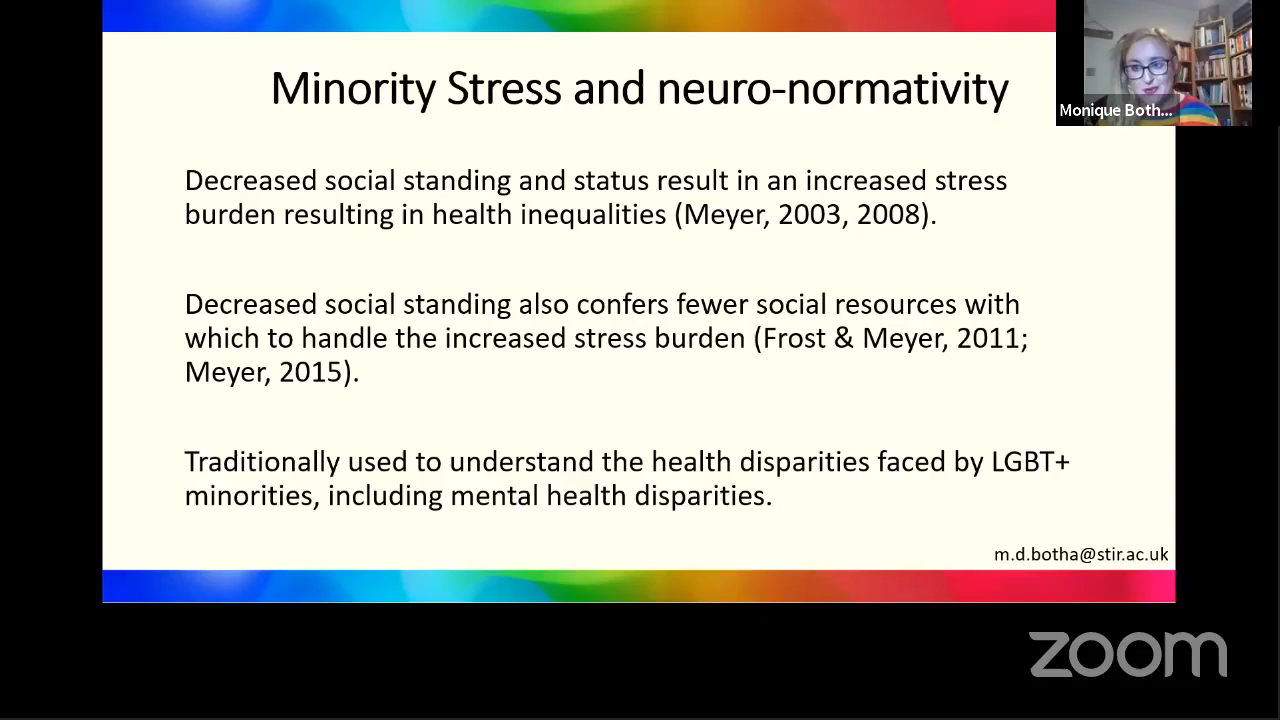 Minority Stress and neuro-normativity
Monique Both...
Decreased social standing and status result in an increased stress
burden resulting in health inequalities (Meyer, 2003, 2008).
Decreased social standing also confers fewer social resources with
which to handle the increased stress burden (Frost & Meyer, 2011;
Meyer, 2015).
Traditionally used to understand the health disparities faced by LGBT+
minorities, including mental health disparities.
m.d.botha@stir.ac.uk
zoom